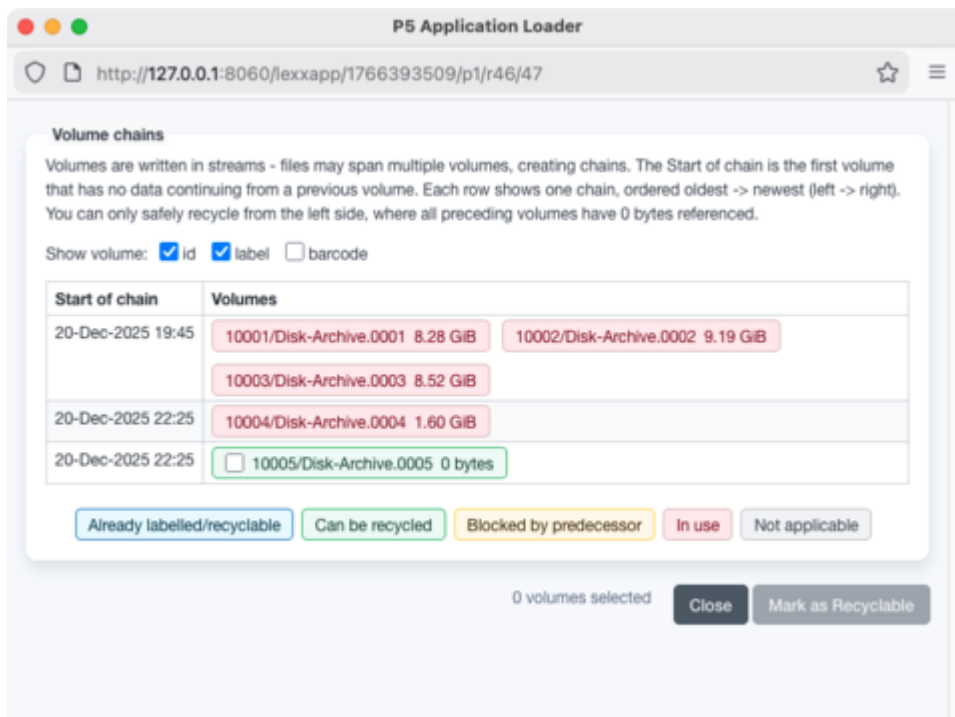 P5 Application Loader
http://127.0.0.1:8060/lexxapp/1766393509/p1/r46/47
Volume chains
Volumes are written in streams - files may span multiple volumes, creating chains. The Start of chain is the first volume
that has no data continuing from a previous volume. Each row shows one chain, ordered oldest -> newest (left -> right).
You can only safely recycle from the left side, where all preceding volumes have 0 bytes referenced.
Show volume: id label barcode
Start of chain Volumes
20-Dec-2025 19:45 10001/Disk-Archive.0001 8.28 GiB 10002/Disk-Archive.0002 9.19 GiB
10003/Disk-Archive.0003 8.52 GiB
20-Dec-2025 22:25 10004/Disk-Archive.0004 1.60 GiB
20-Dec-2025 22:25 10005/Disk-Archive.0005 0 bytes
Already labelled/recyclable Can be recycled Blocked by predecessor In use Not applicable
0 volumes selected Close Mark as Recyclable